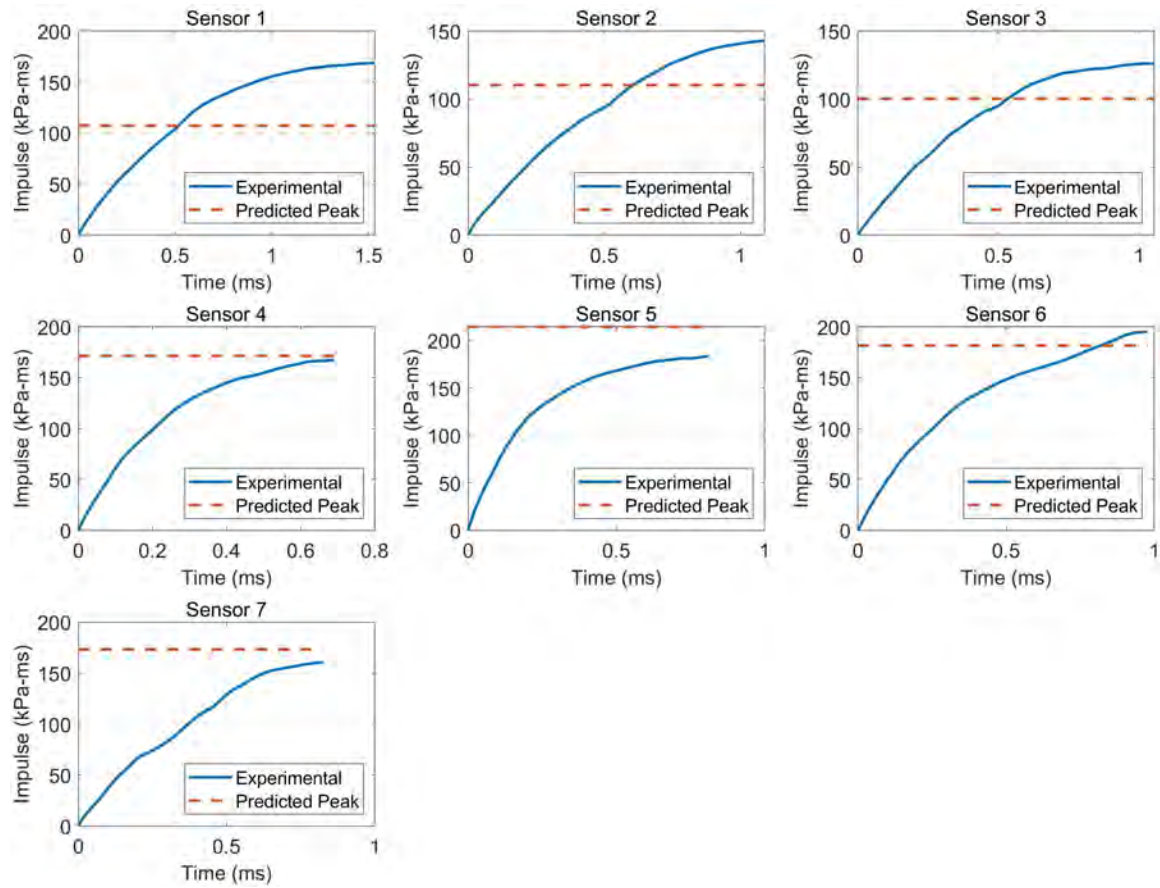 Sensor 1
200
150
100
50
0
Impulse (kPa-ms)
Experimental
Predicted Peak
0 0.5 1 1.5
Time (ms)
Sensor 2
150
100
50
0
Impulse (kPa-ms)
Experimental
Predicted Peak
0 0.5 1
Time (ms)
Sensor 3
150
100
50
0
Impulse (kPa-ms)
Experimental
Predicted Peak
0 0.5 1
Time (ms)
Sensor 4
200
150
100
50
0
Impulse (kPa-ms)
Experimental
Predicted Peak
0 0.2 0.4 0.6 0.8
Time (ms)
Sensor 5
200
150
100
50
0
Impulse (kPa-ms)
Experimental
Predicted Peak
0 0.5 1
Time (ms)
Sensor 6
200
150
100
50
0
Impulse (kPa-ms)
Experimental
Predicted Peak
0 0.5 1
Time (ms)
Sensor 7
200
150
100
50
0
Impulse (kPa-ms)
Experimental
Predicted Peak
0 0.5 1
Time (ms)